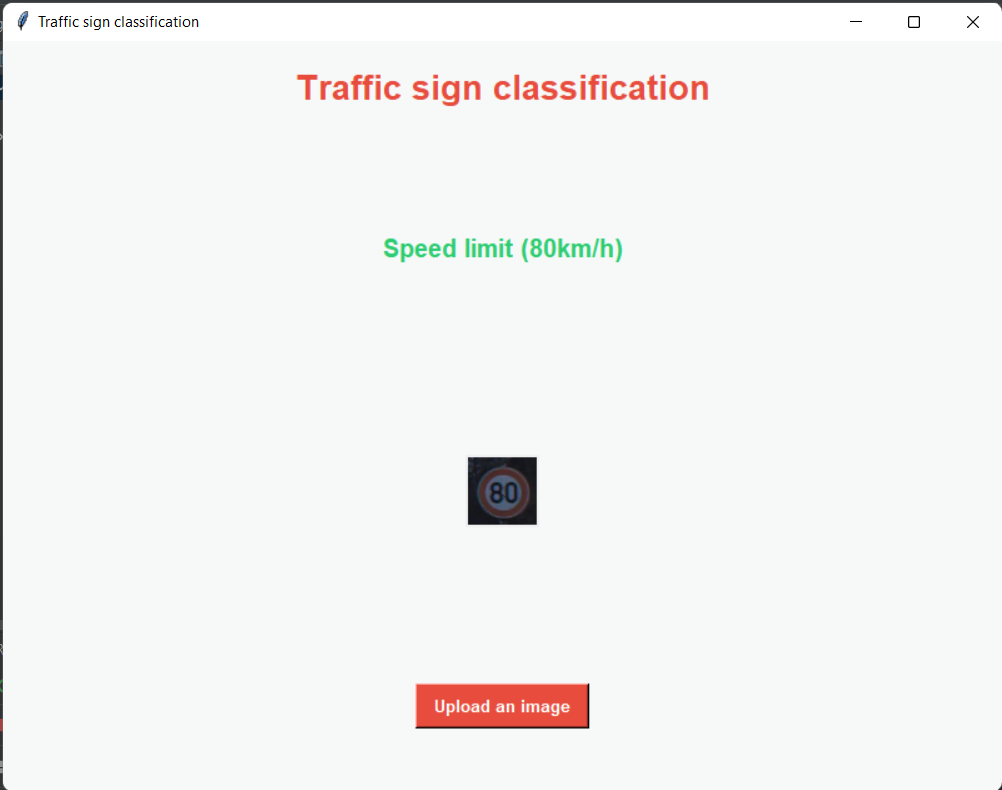 Traffic sign classification
Traffic sign classification
Speed limit (80km/h)
80
Upload an image